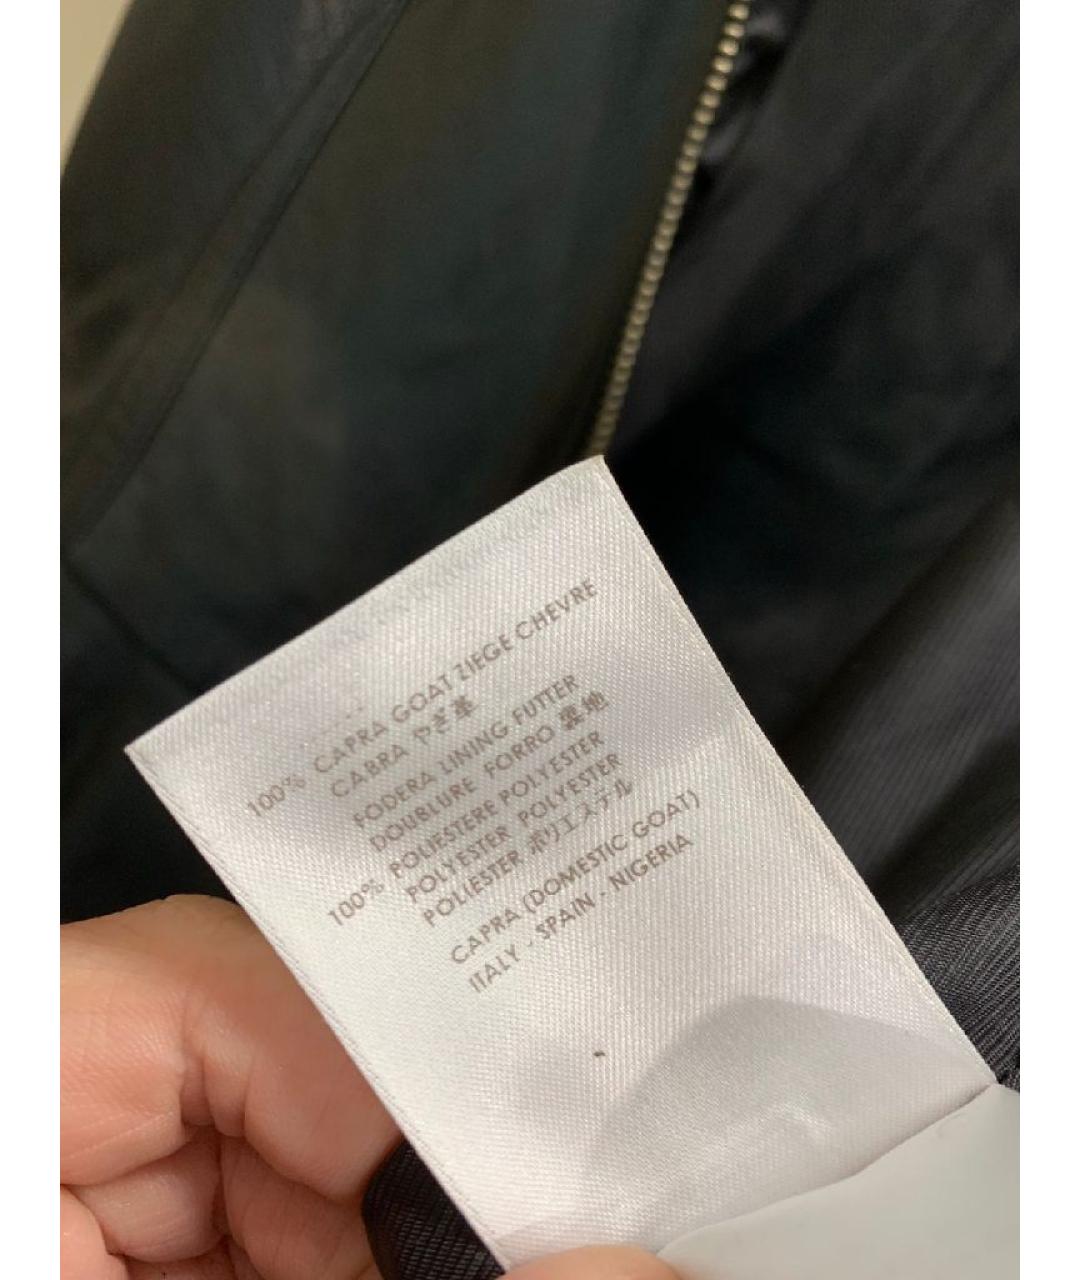 100% CAPRA GOAT ZIEGE CHEVRE
CABRA やぎ革
FODERA LINING FUTTER
DOUBLURE FORRO 裏地
100% POLIESTERE POLYESTER
POLYESTER POLYESTER
POLIESTER ポリエステル
CAPRA (DOMESTIC GOAT)
ITALY - SPAIN - NIGERIA